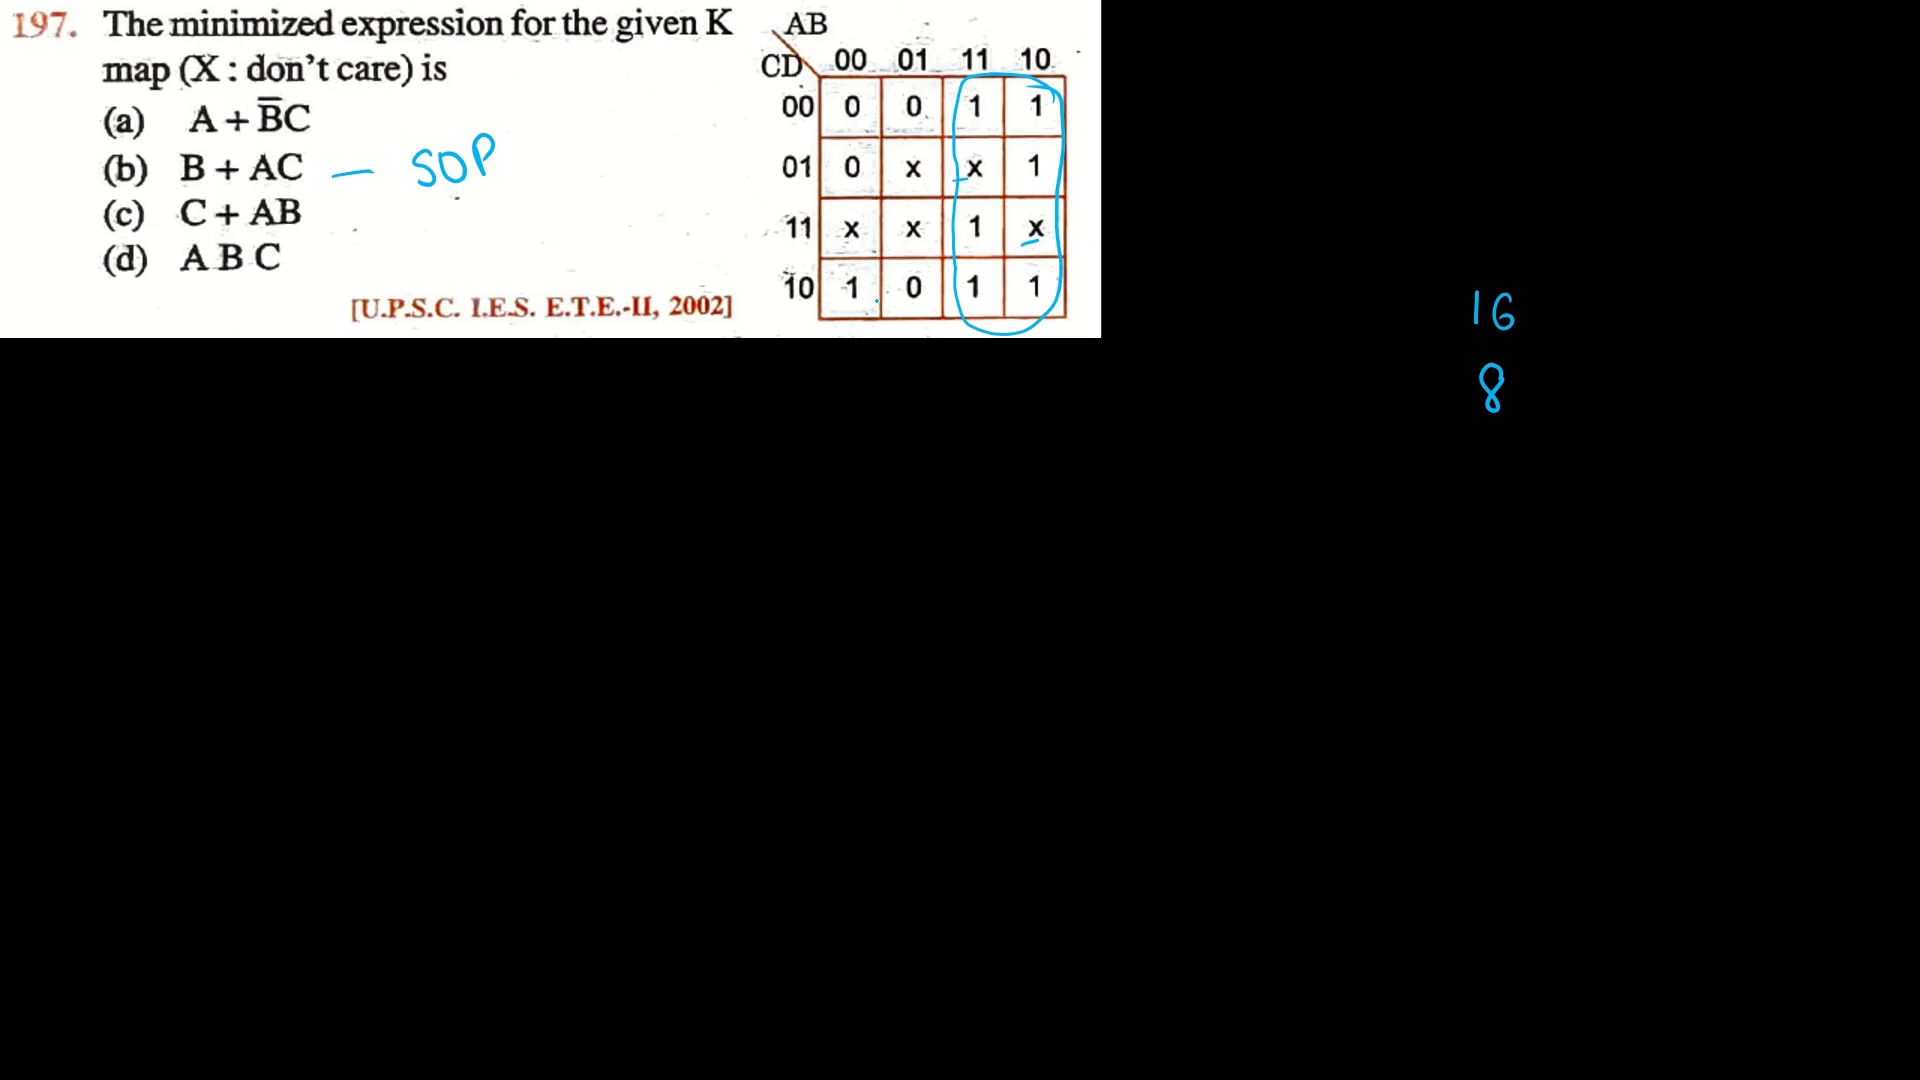 197. The minimized expression for the given K
map (X : don't care) is
(a) A + B̅C
(b) B + AC — SOP
(c) C + AB
(d) A B C
[U.P.S.C. I.E.S. E.T.E.-II, 2002]
AB
CD 00 01 11 10
00 0 0 1 1
01 0 x x 1
11 x x 1 x
10 1 0 1 1
16
8